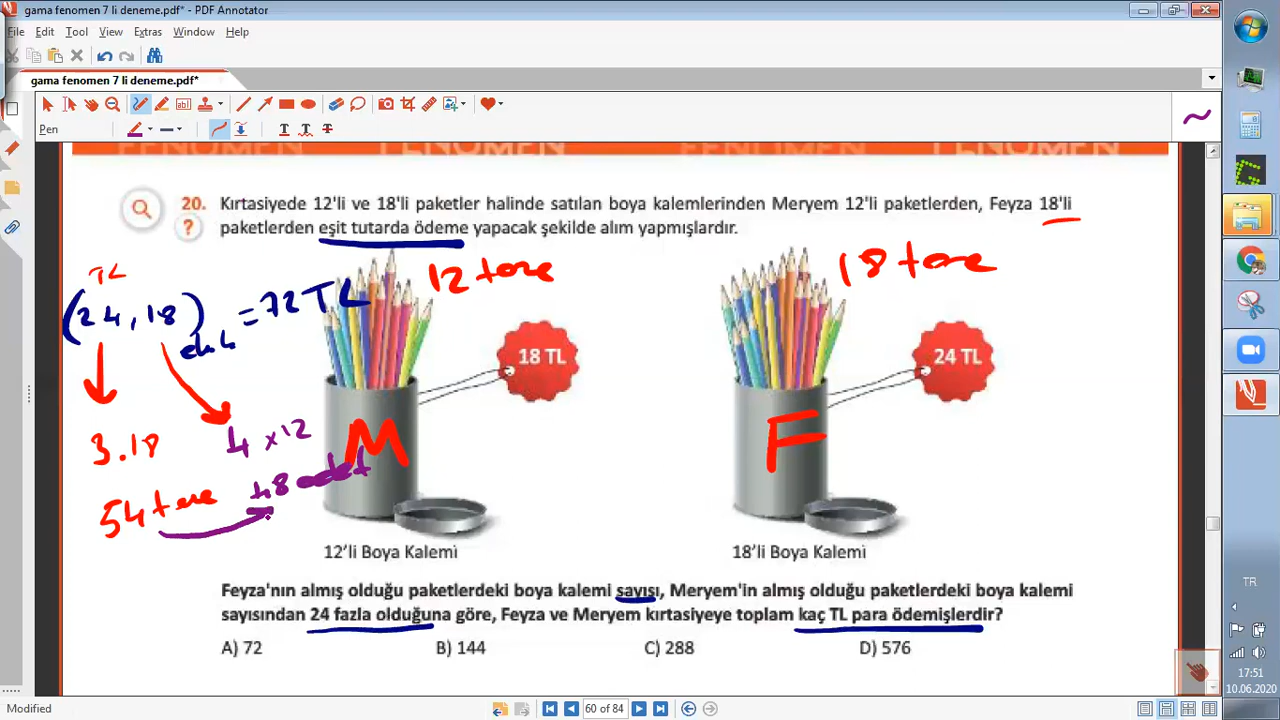 gama fenomen 7 li deneme.pdf* - PDF Annotator
File Edit Tool View Extras Window Help
gama fenomen 7 li deneme.pdf*
Pen
FENOMEN FENOMEN FENOMEN FENOMEN
20. Kırtasiyede 12'li ve 18'li paketler halinde satılan boya kalemlerinden Meryem 12'li paketlerden, Feyza 18'li
? paketlerden eşit tutarda ödeme yapacak şekilde alım yapmışlardır.
TL
12 tane
18 tane
(24,18)ekok = 72 TL
18 TL
24 TL
3.18
4 x 12
M
F
54 tane
48 adet
12’li Boya Kalemi
18’li Boya Kalemi
Feyza'nın almış olduğu paketlerdeki boya kalemi sayısı, Meryem'in almış olduğu paketlerdeki boya kalemi
sayısından 24 fazla olduğuna göre, Feyza ve Meryem kırtasiyeye toplam kaç TL para ödemişlerdir?
A) 72 B) 144 C) 288 D) 576
Modified
60 of 84
TR
17:51
10.06.2020